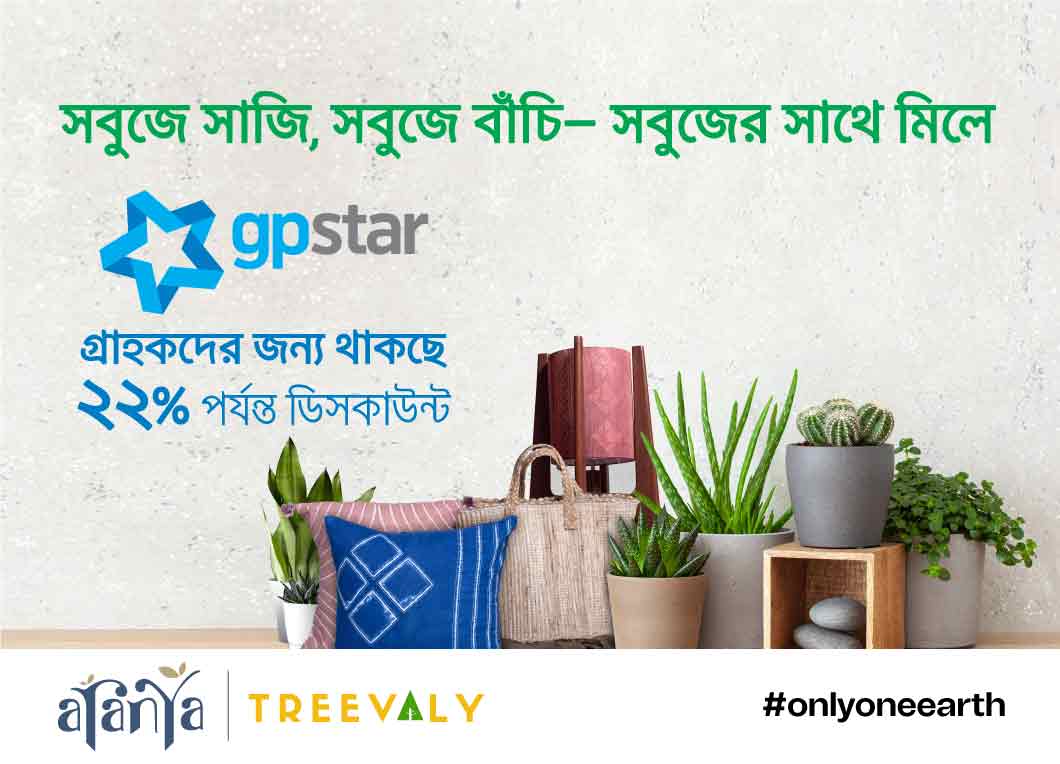 সবুজে সাজি, সবুজে বাঁচি– সবুজের সাথে মিলে
gpstar
গ্রাহকদের জন্য থাকছে
২২% পর্যন্ত ডিসকাউন্ট
aranya
TREEVALY
#onlyoneearth